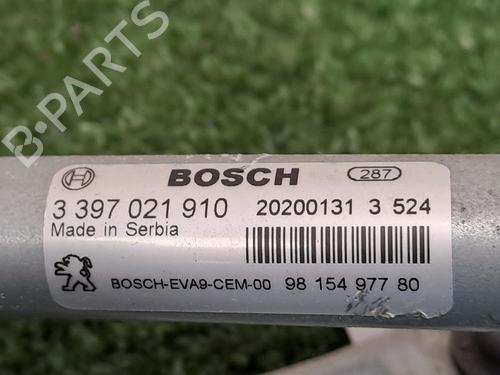 B-PARTS
BOSCH 287
3 397 021 910 20200131 3 524
Made in Serbia
BOSCH-EVA9-CEM-00 98 154 977 80